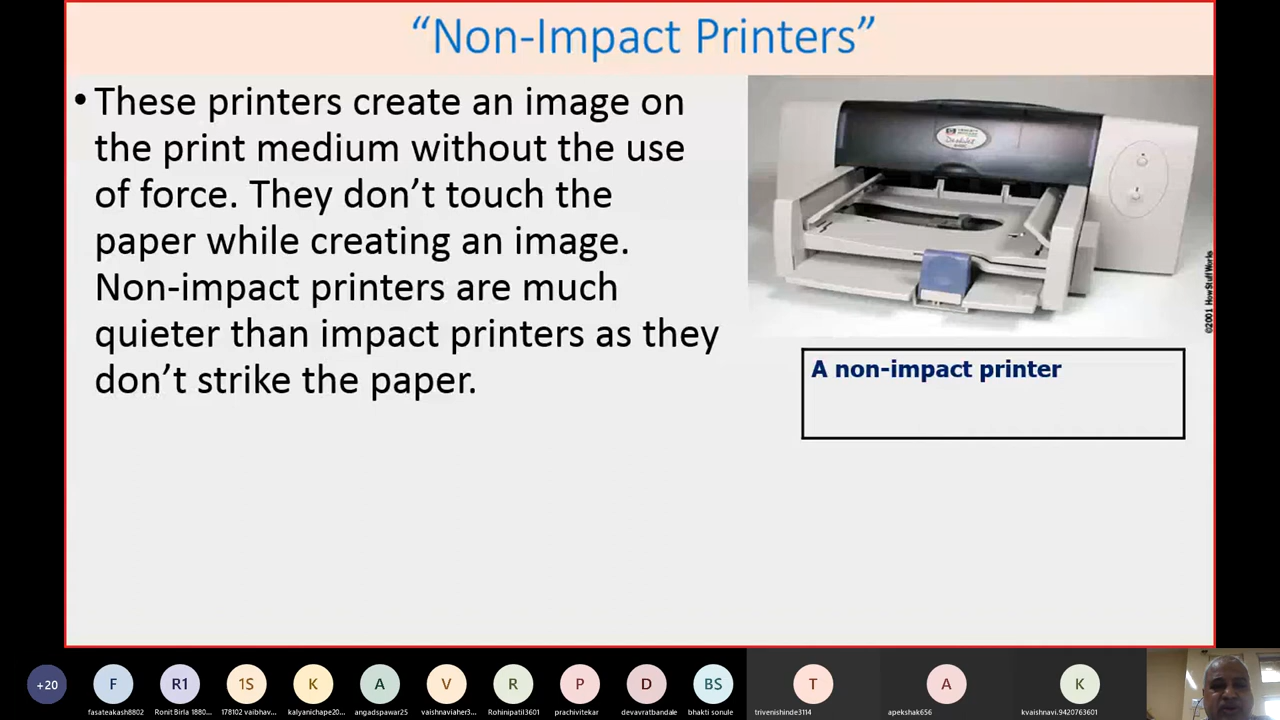 “Non-Impact Printers”
• These printers create an image on
the print medium without the use
of force. They don’t touch the
paper while creating an image.
Non-impact printers are much
quieter than impact printers as they
don’t strike the paper.
©2001 HowStuffWorks
A non-impact printer
+20
F
R1
1S
K
A
V
R
P
D
BS
T
A
K
fasateakash8802
Ronit Birla 1880...
178102 vaibhav...
kalyanichape20...
angadspawar25
vaishnaviaher3...
Rohinipatil3601
prachivitekar
devavratbandale
bhakti sonule
trivenishinde3114
apekshak656
kvaishnavi.9420763601